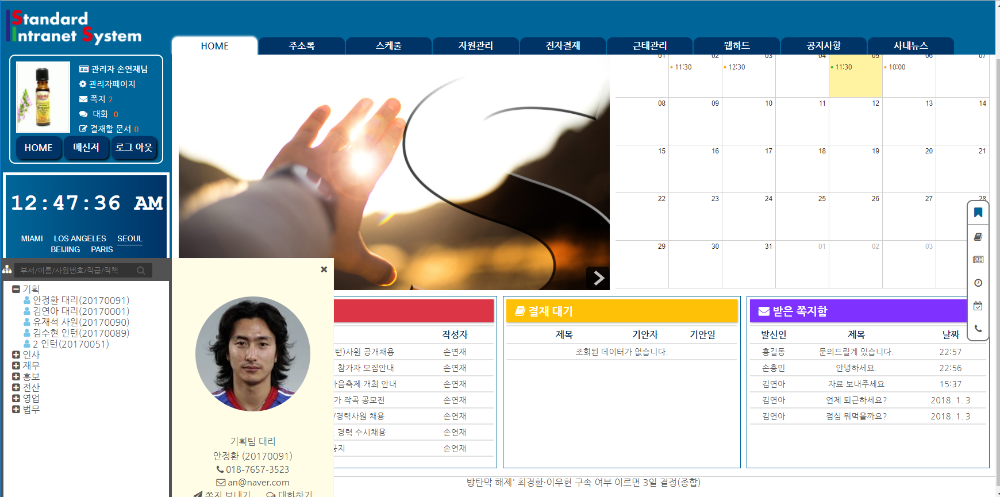 Standard
Intranet System
HOME
주소록
스케줄
자원관리
전자결재
근태관리
웹하드
공지사항
사내뉴스
관리자 손연재님
관리자페이지
쪽지 2
대화 0
결재할 문서 0
HOME 메신저 로그 아웃
12:47:36 AM
MIAMI LOS ANGELES SEOUL
BEIJING PARIS
부서/이름/사원번호/직급/직책
기획
안정환 대리(20170091)
김연아 대리(20170001)
유재석 사원(20170090)
김수현 인턴(20170089)
2 인턴(20170051)
인사
재무
홍보
전산
영업
법무
기획팀 대리
안정환 (20170091)
018-7657-3523
an@naver.com
쪽지 보내기 대화하기
01 02 03 04 05 06 07
11:30 12:30 11:30 10:00
08 09 10 11 12 13 14
15 16 17 18 19 20 21
22 23 24 25 26 27 28
29 30 31 01 02 03
작성자
턴)사원 공개채용 손연재
참가자 모집안내 손연재
마음축제 개최 안내 손연재
가 작곡 공모전 손연재
/경력사원 채용 손연재
경력 수시채용 손연재
공지 손연재
결재 대기
제목 기안자 기안일
조회된 데이터가 없습니다.
받은 쪽지함
발신인 제목 날짜
홍길동 문의드릴게 있습니다. 22:57
손흥민 안녕하세요. 22:56
김연아 자료 보내주세요 15:37
김연아 언제 퇴근하세요? 2018. 1. 3
김연아 점심 뭐먹을까요? 2018. 1. 3
방탄막 해제' 최경환·이우현 구속 여부 이르면 3일 결정(종합)